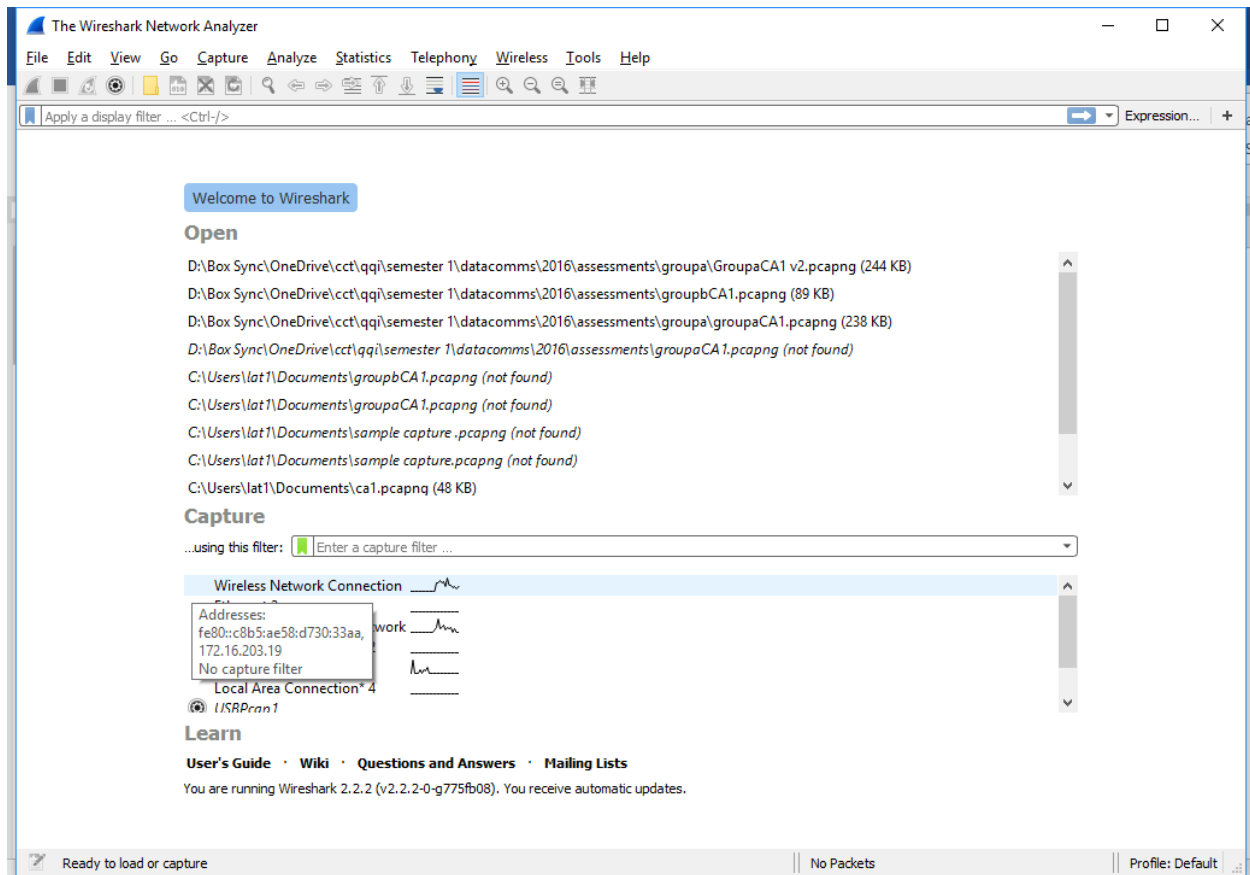 The Wireshark Network Analyzer
File Edit View Go Capture Analyze Statistics Telephony Wireless Tools Help
Apply a display filter ... <Ctrl-/>
Expression... +
Welcome to Wireshark
Open
D:\Box Sync\OneDrive\cct\qqi\semester 1\datacomms\2016\assessments\groupa\GroupaCA1 v2.pcapng (244 KB)
D:\Box Sync\OneDrive\cct\qqi\semester 1\datacomms\2016\assessments\groupbCA1.pcapng (89 KB)
D:\Box Sync\OneDrive\cct\qqi\semester 1\datacomms\2016\assessments\groupa\groupaCA1.pcapng (238 KB)
D:\Box Sync\OneDrive\cct\qqi\semester 1\datacomms\2016\assessments\groupaCA1.pcapng (not found)
C:\Users\lat1\Documents\groupbCA1.pcapng (not found)
C:\Users\lat1\Documents\groupaCA1.pcapng (not found)
C:\Users\lat1\Documents\sample capture .pcapng (not found)
C:\Users\lat1\Documents\sample capture.pcapng (not found)
C:\Users\lat1\Documents\ca1.pcapng (48 KB)
Capture
...using this filter: Enter a capture filter ...
Wireless Network Connection
Addresses:
fe80::c8b5:ae58:d730:33aa,
work
172.16.203.19
No capture filter
Local Area Connection* 4
USBPcap1
Learn
User's Guide · Wiki · Questions and Answers · Mailing Lists
You are running Wireshark 2.2.2 (v2.2.2-0-g775fb08). You receive automatic updates.
Ready to load or capture
No Packets
Profile: Default